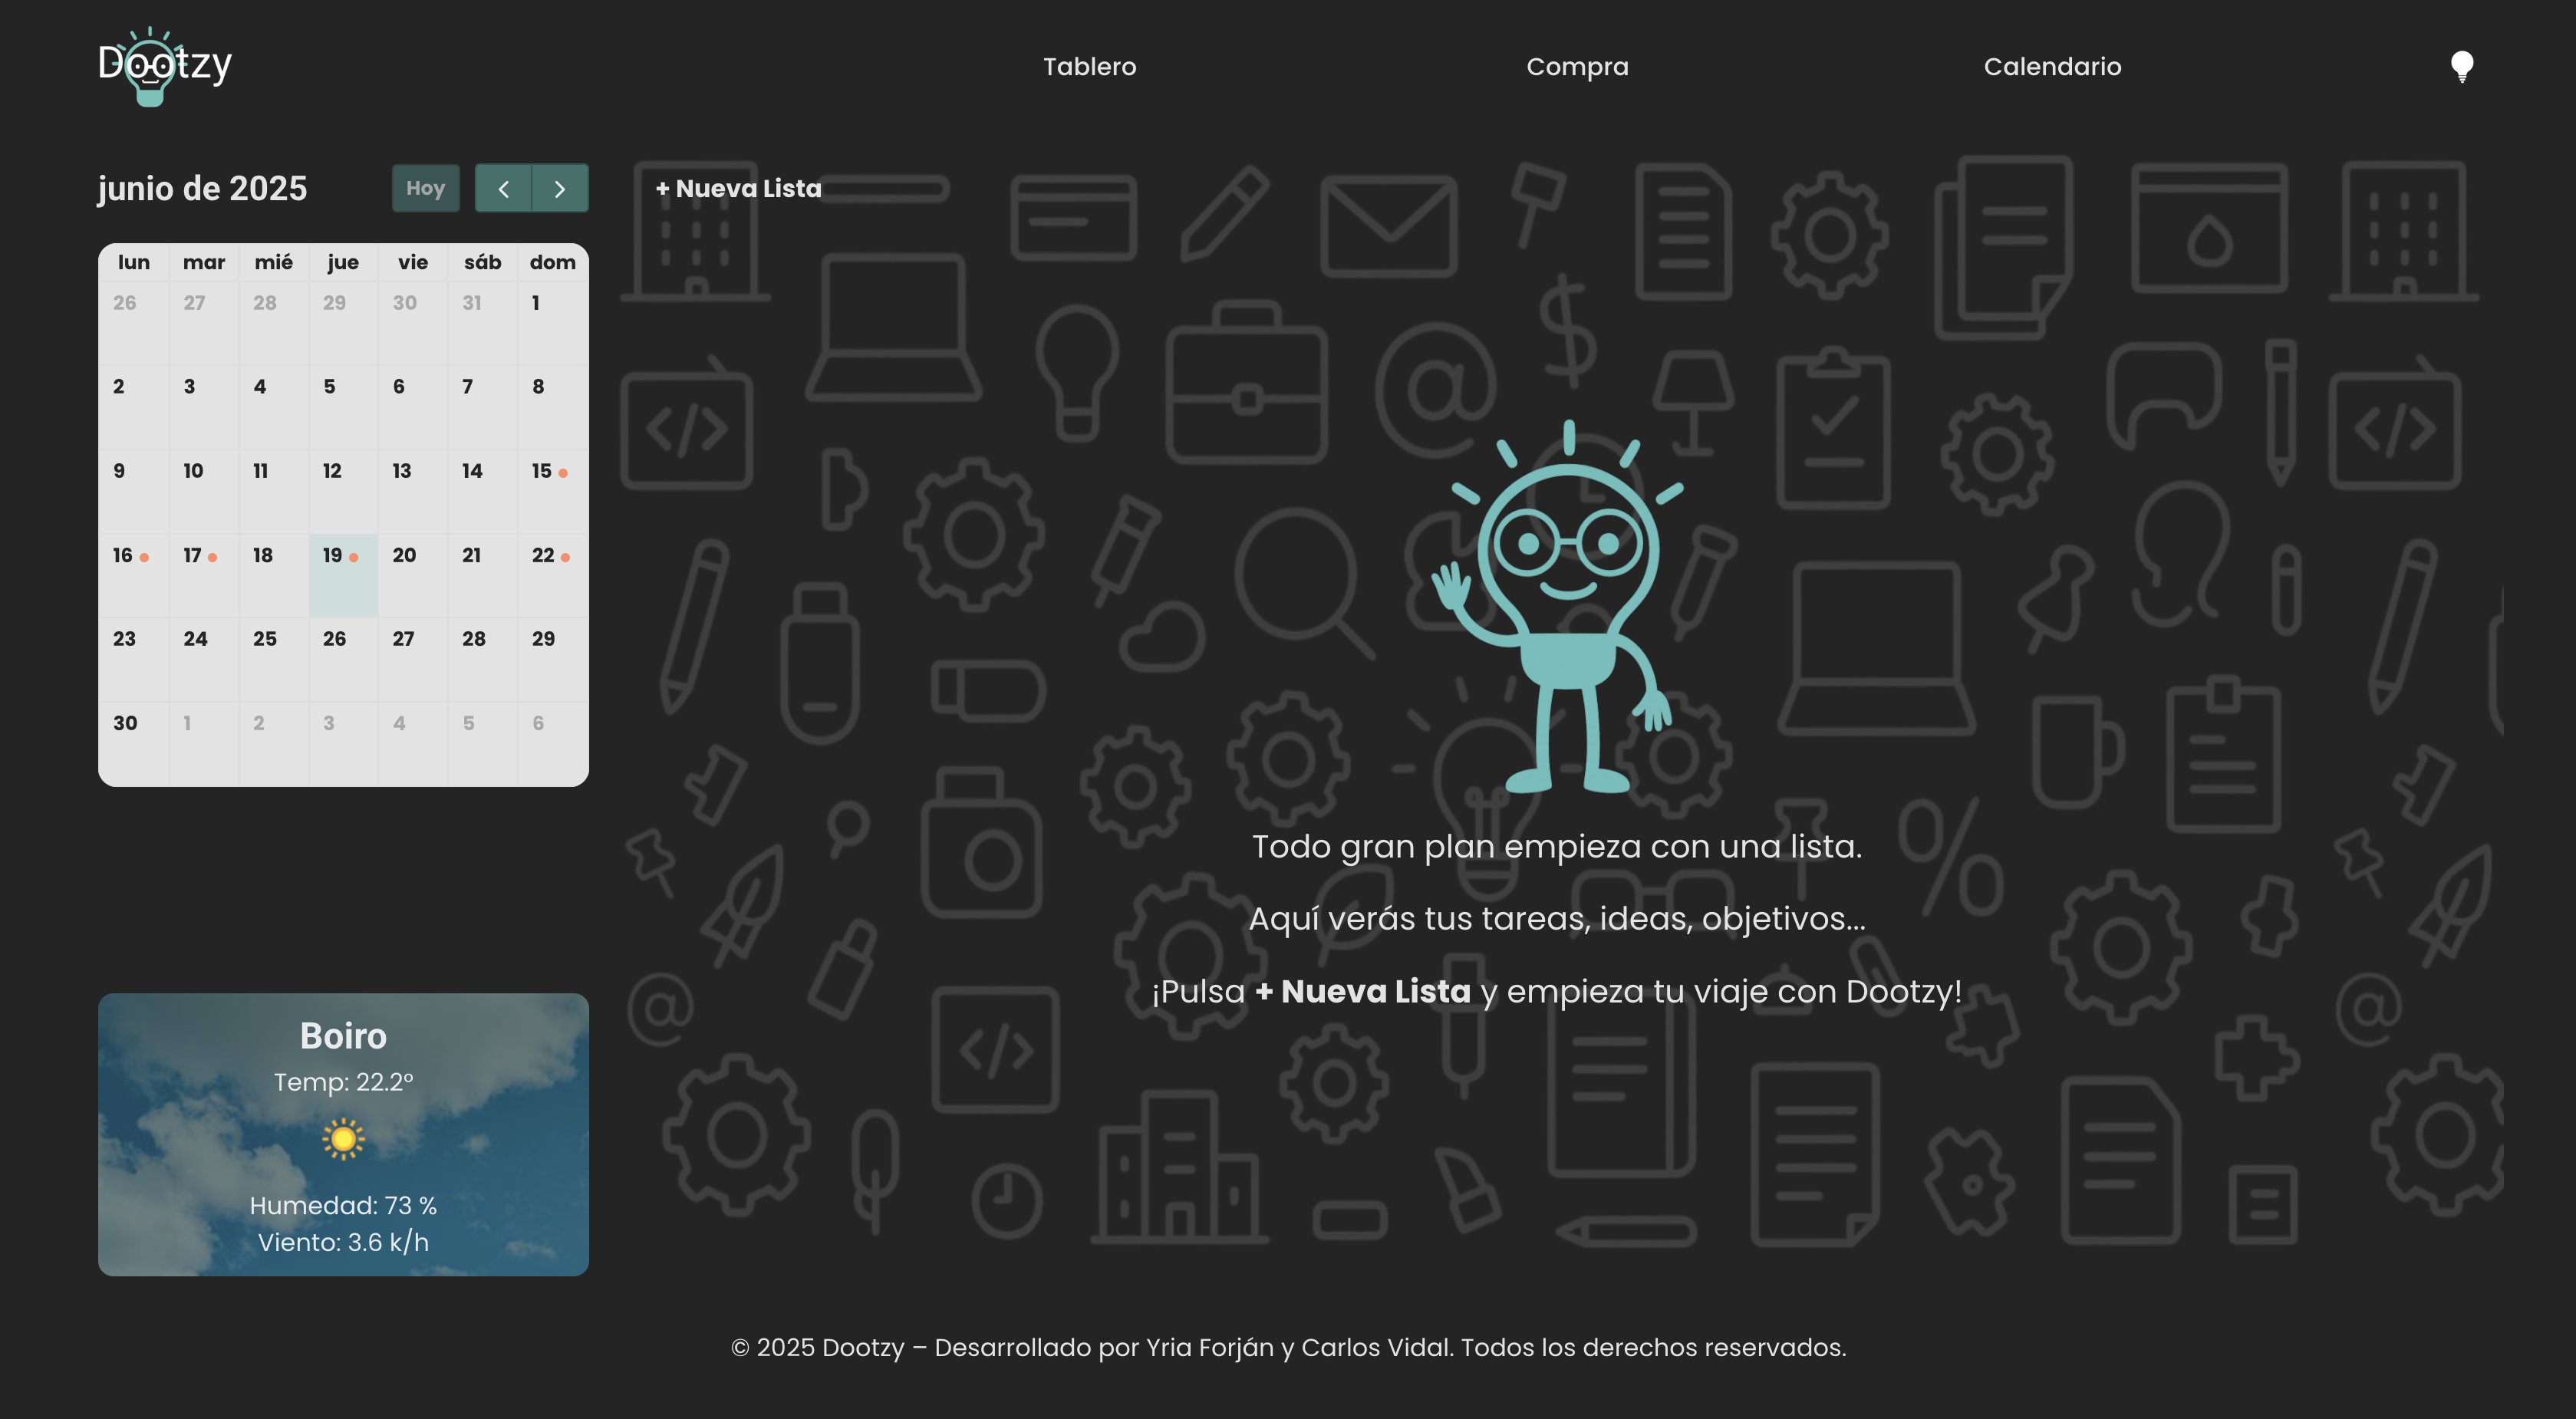 Dootzy
Tablero
Compra
Calendario
junio de 2025
Hoy
+ Nueva Lista
lun mar mié jue vie sáb dom
26 27 28 29 30 31 1
2 3 4 5 6 7 8
9 10 11 12 13 14 15
16 17 18 19 20 21 22
23 24 25 26 27 28 29
30 1 2 3 4 5 6
Todo gran plan empieza con una lista.
Aquí verás tus tareas, ideas, objetivos...
¡Pulsa + Nueva Lista y empieza tu viaje con Dootzy!
Boiro
Temp: 22.2º
Humedad: 73 %
Viento: 3.6 k/h
© 2025 Dootzy – Desarrollado por Yria Forján y Carlos Vidal. Todos los derechos reservados.